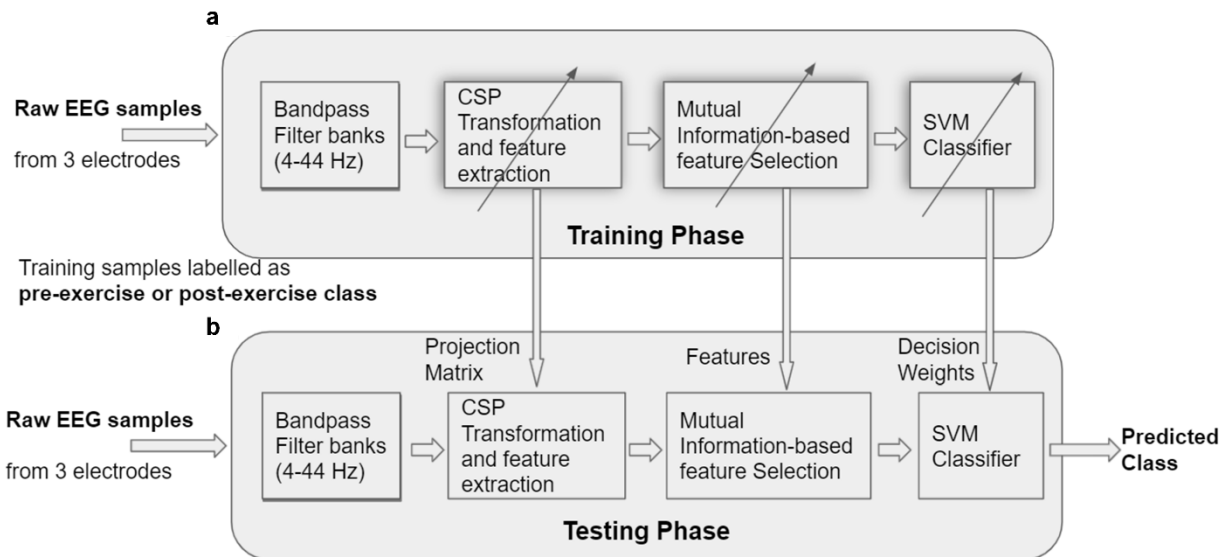 a
Raw EEG samples
from 3 electrodes
Bandpass
Filter banks
(4-44 Hz)
CSP
Transformation
and feature
extraction
Mutual
Information-based
feature Selection
SVM
Classifier
Training Phase
Training samples labelled as
pre-exercise or post-exercise class
b
Projection
Matrix
Features
Decision
Weights
Raw EEG samples
from 3 electrodes
Bandpass
Filter banks
(4-44 Hz)
CSP
Transformation
and feature
extraction
Mutual
Information-based
feature Selection
SVM
Classifier
Predicted
Class
Testing Phase